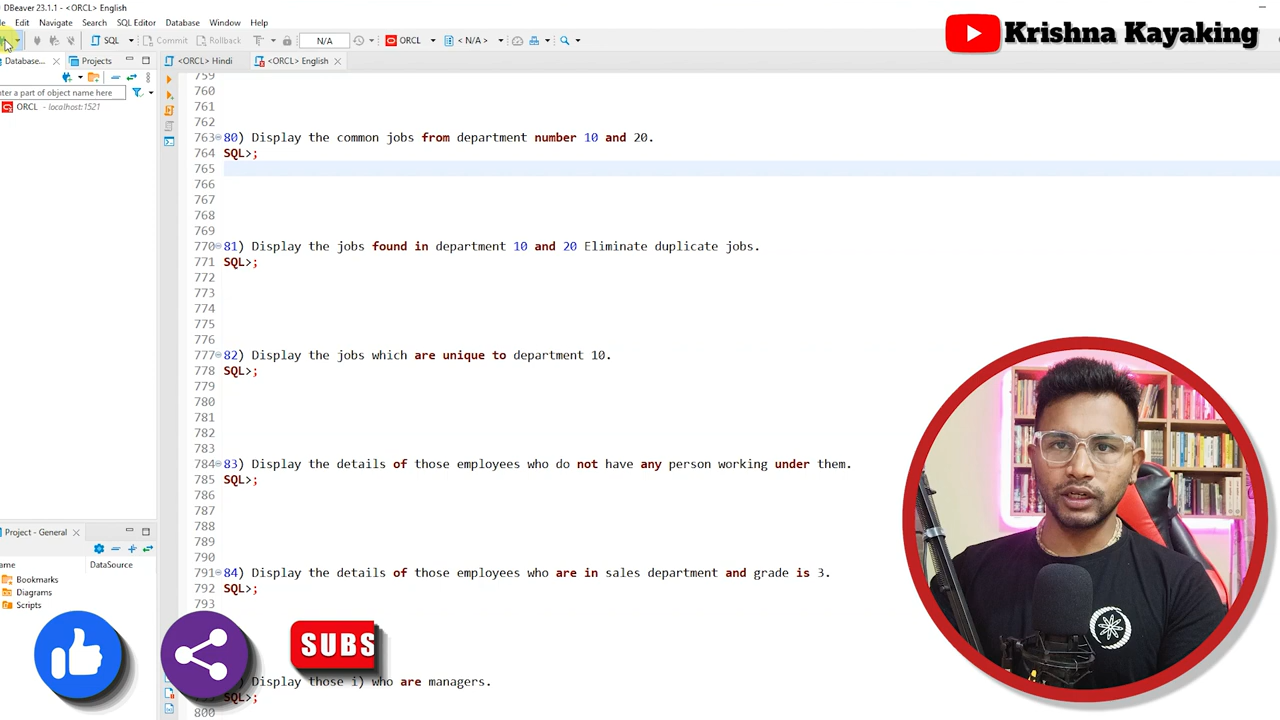 DBeaver 23.1.1 - <ORCL> English
Edit Navigate Search SQL Editor Database Window Help
SQL Commit Rollback N/A ORCL < N/A >
Krishna Kayaking
Database... Projects <ORCL> Hindi <ORCL> English
enter a part of object name here
ORCL - localhost:1521
759
760
761
762
763 80) Display the common jobs from department number 10 and 20.
764 SQL>;
765
766
767
768
769
770 81) Display the jobs found in department 10 and 20 Eliminate duplicate jobs.
771 SQL>;
772
773
774
775
776
777 82) Display the jobs which are unique to department 10.
778 SQL>;
779
780
781
782
783
784 83) Display the details of those employees who do not have any person working under them.
785 SQL>;
786
787
788
789
790
791 84) Display the details of those employees who are in sales department and grade is 3.
792 SQL>;
793
Display those i) who are managers.
SQL>;
800
Project - General
ame DataSource
Bookmarks
Diagrams
Scripts
SUBS